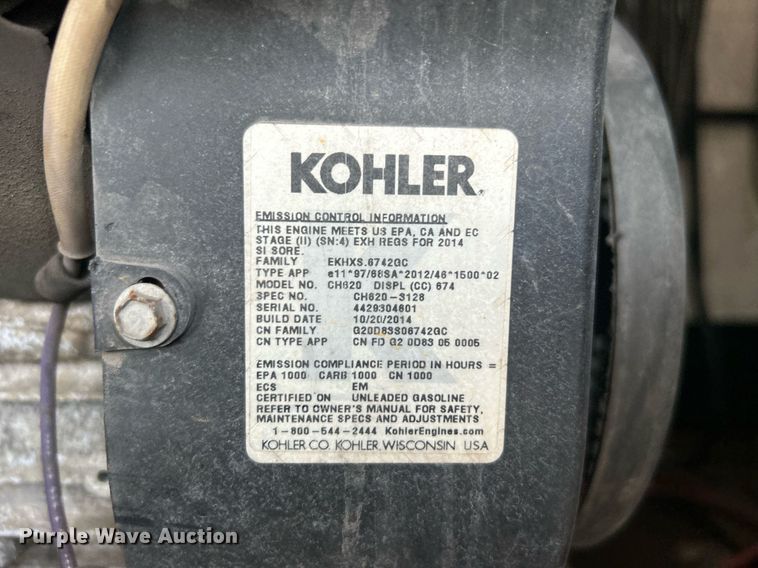 KOHLER
EMISSION CONTROL INFORMATION
THIS ENGINE MEETS US EPA, CA AND EC
STAGE (II) (SN:4) EXH REGS FOR 2014
SI SORE.
FAMILY EKHXS.6742GC
TYPE APP e11*97/68SA*2012/46*1500*02
MODEL NO. CH620 DISPL (CC) 674
SPEC NO. CH620-3128
SERIAL NO. 4429304601
BUILD DATE 10/20/2014
CN FAMILY G20D83S06742GC
CN TYPE APP CN FD G2 0D83 05 0005
EMISSION COMPLIANCE PERIOD IN HOURS =
EPA 1000 CARB 1000 CN 1000
ECS EM
CERTIFIED ON UNLEADED GASOLINE
REFER TO OWNER'S MANUAL FOR SAFETY,
MAINTENANCE SPECS AND ADJUSTMENTS
1-800-544-2444 KohlerEngines.com
KOHLER CO. KOHLER, WISCONSIN USA
Purple Wave Auction